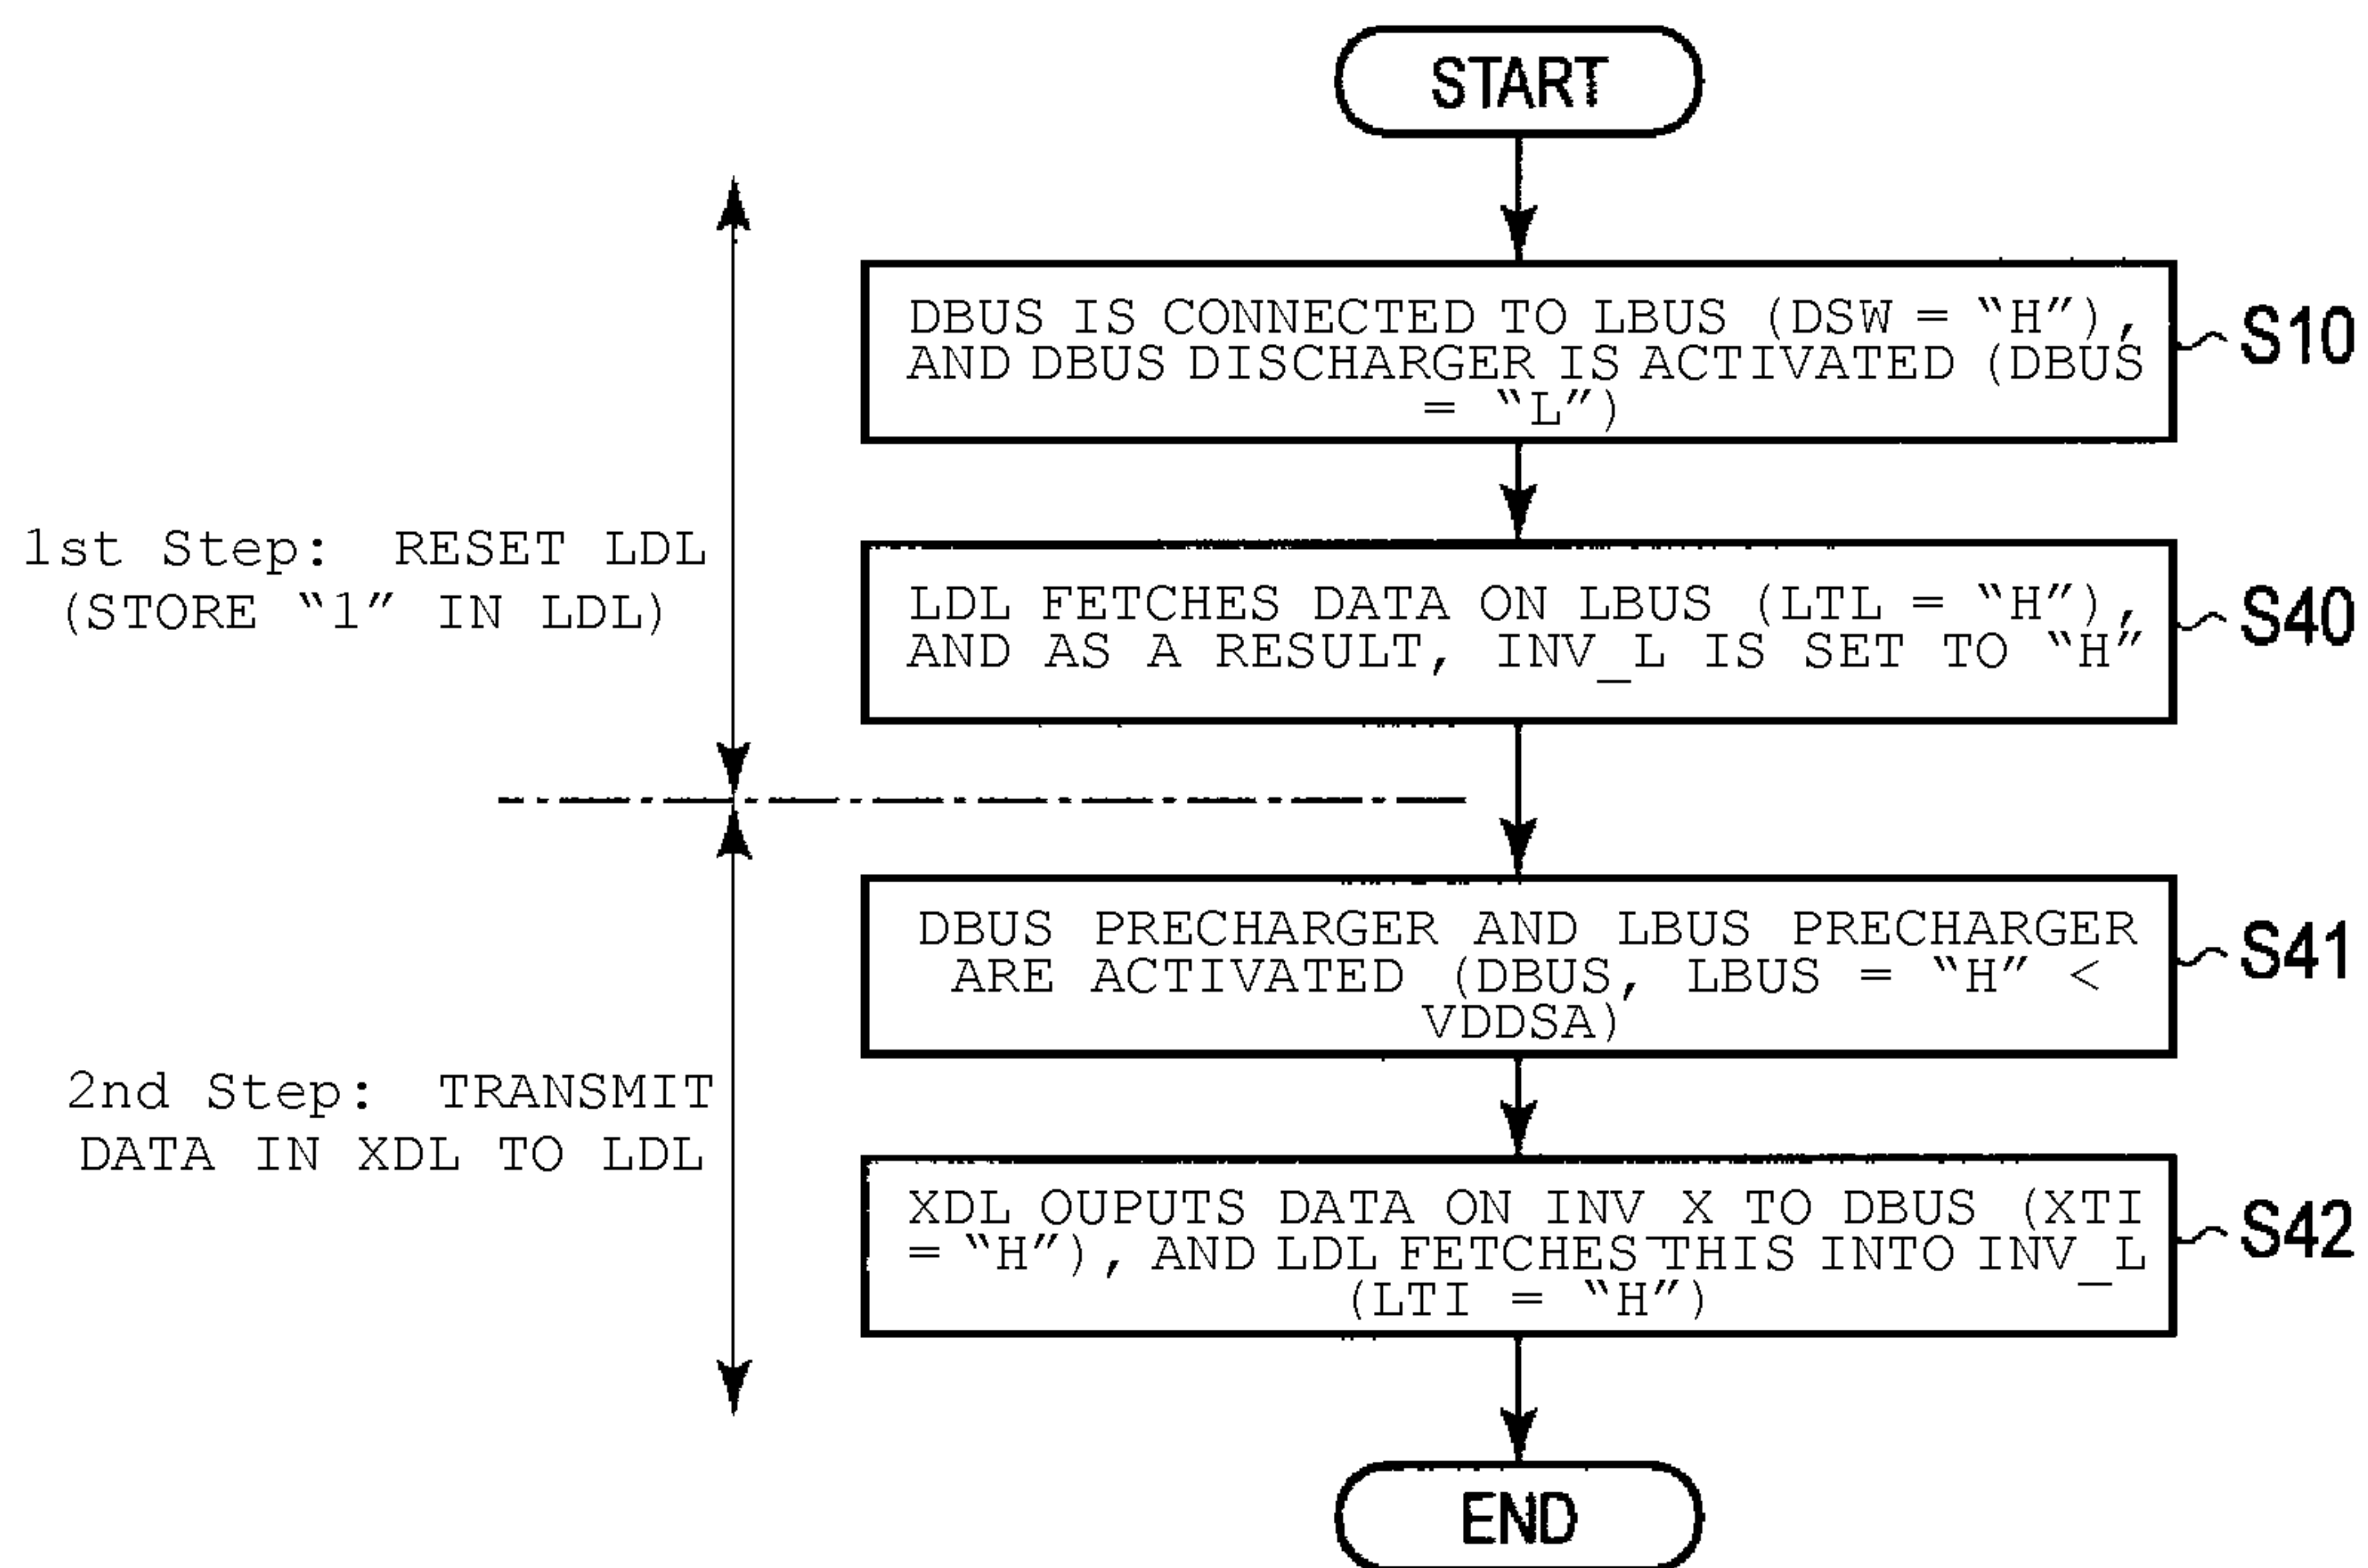 START
DBUS IS CONNECTED TO LBUS (DSW = “H”),
AND DBUS DISCHARGER IS ACTIVATED (DBUS
= “L”)
S10
1st Step: RESET LDL
(STORE “1” IN LDL)
LDL FETCHES DATA ON LBUS (LTL = “H”),
AND AS A RESULT, INV_L IS SET TO “H”
S40
DBUS PRECHARGER AND LBUS PRECHARGER
ARE ACTIVATED (DBUS, LBUS = “H” <
VDDSA)
S41
2nd Step: TRANSMIT
DATA IN XDL TO LDL
XDL OUPUTS DATA ON INV_X TO DBUS (XTI
= “H”), AND LDL FETCHES THIS INTO INV_L
(LTI = “H”)
S42
END